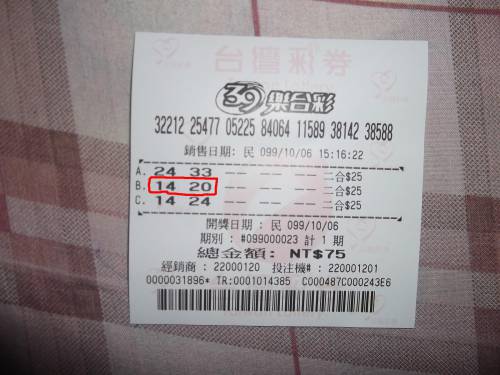 台灣彩券
39樂合彩
32212 25477 05225 84064 11589 38142 38588
銷售日期: 民 099/10/06 15:16:22
A. 24 33 -- -- -- 二合$25
B. 14 20 -- -- -- 二合$25
C. 14 24 -- -- -- 二合$25
開獎日期 : 民 099/10/06
期別 : #099000023 計 1 期
總金額: NT$75
經銷商 : 22000120 投注機# : 220001201
0000031896* TR:0001014385 C000487C000243E6